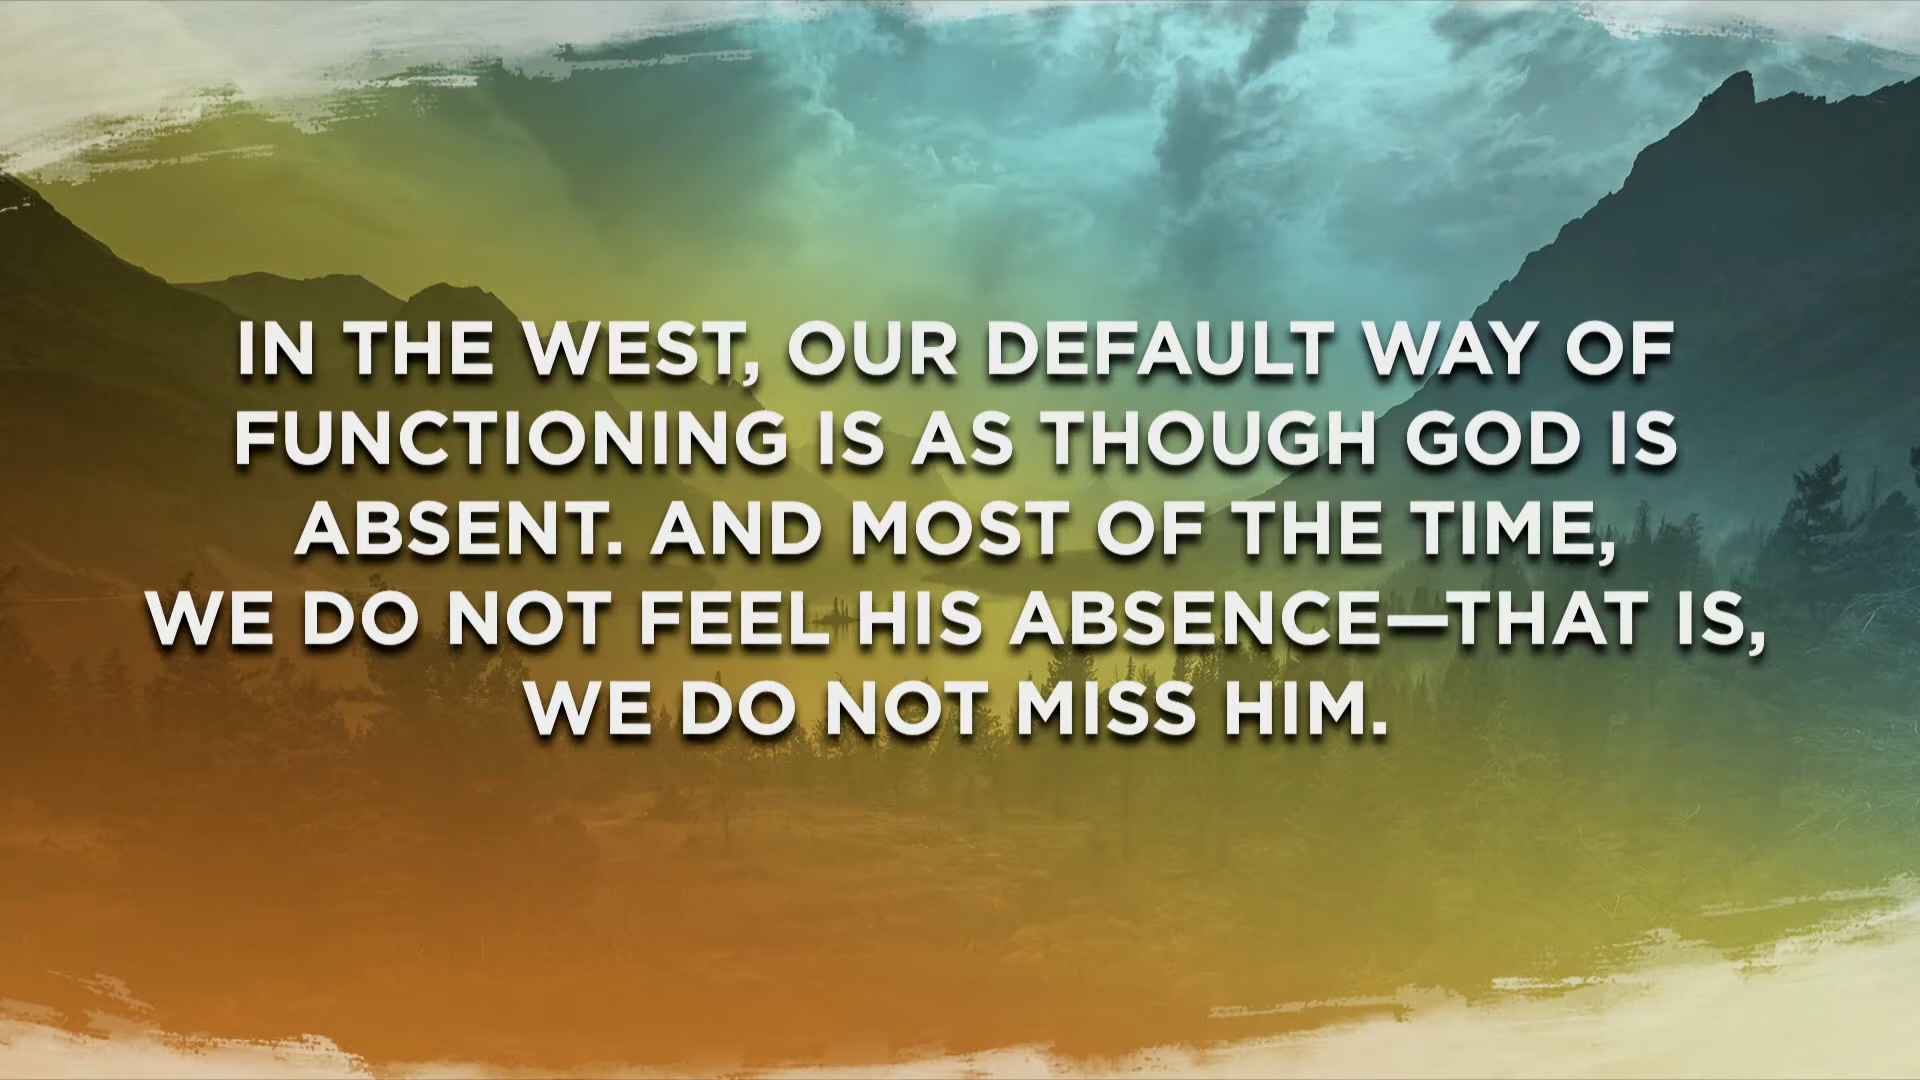 IN THE WEST, OUR DEFAULT WAY OF
FUNCTIONING IS AS THOUGH GOD IS
ABSENT. AND MOST OF THE TIME,
WE DO NOT FEEL HIS ABSENCE—THAT IS,
WE DO NOT MISS HIM.